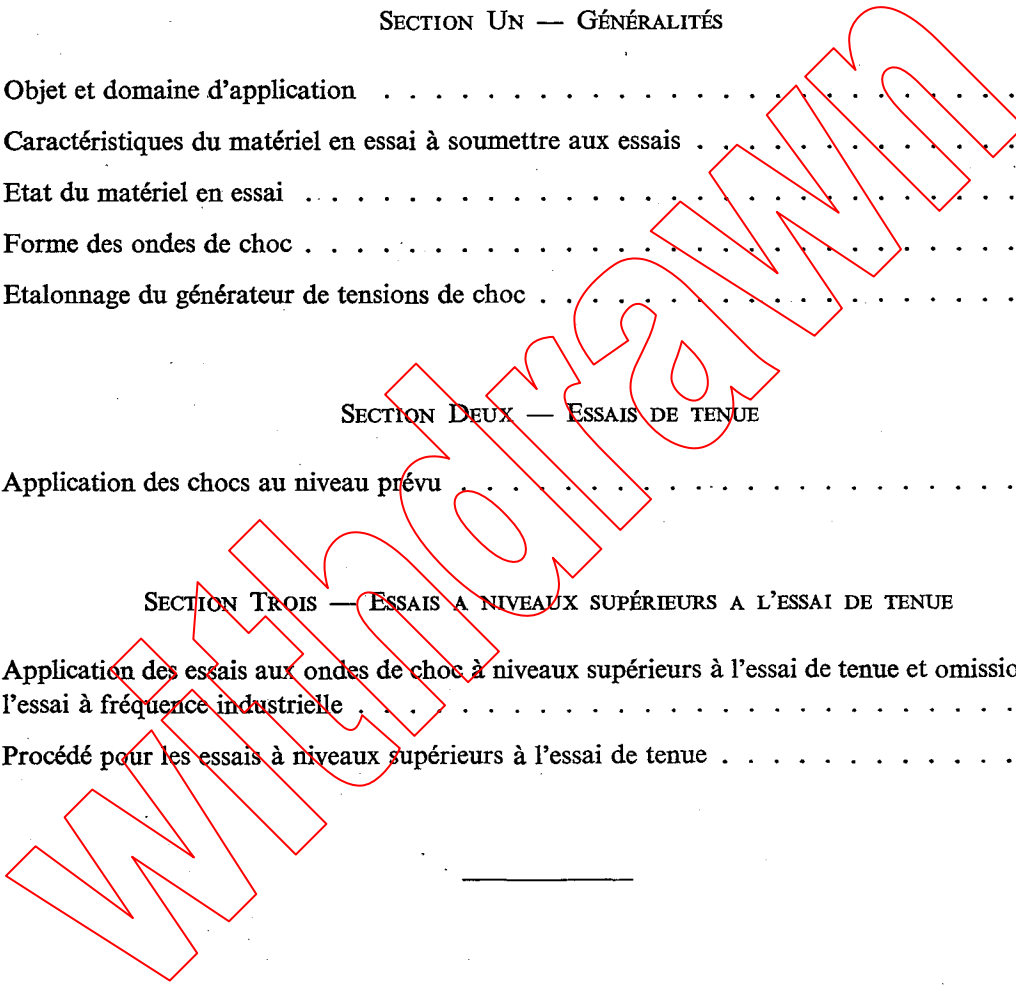 SECTION UN — GÉNÉRALITÉS
Objet et domaine d'application . . . . . . . . . . . . . . . . . . . . . . . . .
Caractéristiques du matériel en essai à soumettre aux essais . . . . . . . . . . . . .
Etat du matériel en essai . . . . . . . . . . . . . . . . . . . . . . . . . . . .
Forme des ondes de choc . . . . . . . . . . . . . . . . . . . . . . . . . . . .
Etalonnage du générateur de tensions de choc . . . . . . . . . . . . . . . . . . .
SECTION DEUX — ESSAIS DE TENUE
Application des chocs au niveau prévu . . . . . . . . . . . . . . . . . . . . . .
SECTION TROIS — ESSAIS A NIVEAUX SUPÉRIEURS A L'ESSAI DE TENUE
Application des essais aux ondes de choc à niveaux supérieurs à l'essai de tenue et omissio
l'essai à fréquence industrielle . . . . . . . . . . . . . . . . . . . . . . . . . .
Procédé pour les essais à niveaux supérieurs à l'essai de tenue . . . . . . . . . . . .
withdrawn